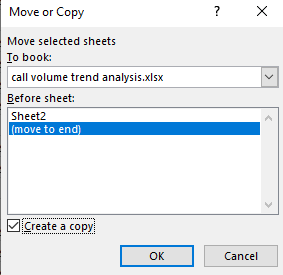 Move or Copy
Move selected sheets
To book:
call volume trend analysis.xlsx
Before sheet:
Sheet2
(move to end)
Create a copy
OK Cancel